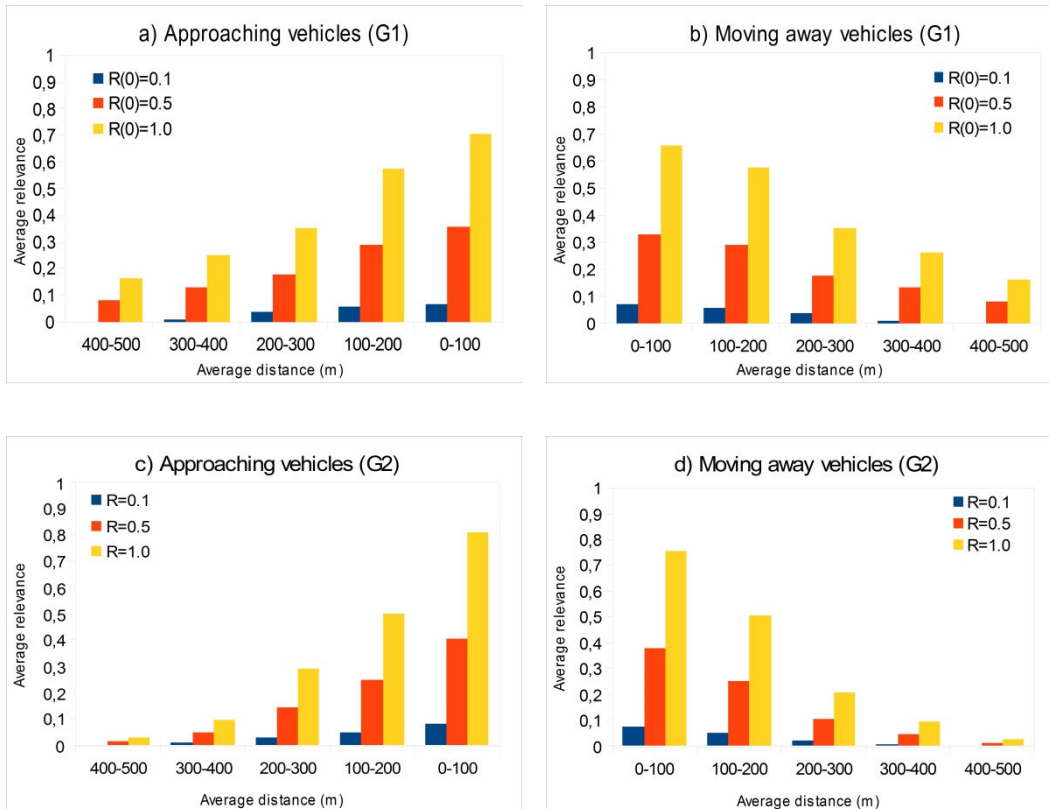 a) Approaching vehicles (G1)
1
0,9
0,8
0,7
0,6
0,5
0,4
0,3
0,2
0,1
0
Average relevance
R(0)=0.1
R(0)=0.5
R(0)=1.0
400-500 300-400 200-300 100-200 0-100
Average distance (m)
b) Moving away vehicles (G1)
1
0,9
0,8
0,7
0,6
0,5
0,4
0,3
0,2
0,1
0
Average relevance
R(0)=0.1
R(0)=0.5
R(0)=1.0
0-100 100-200 200-300 300-400 400-500
Average distance (m)
c) Approaching vehicles (G2)
1
0,9
0,8
0,7
0,6
0,5
0,4
0,3
0,2
0,1
0
Average relevance
R=0.1
R=0.5
R=1.0
400-500 300-400 200-300 100-200 0-100
Average distance (m)
d) Moving away vehicles (G2)
1
0,9
0,8
0,7
0,6
0,5
0,4
0,3
0,2
0,1
0
Average relevance
R=0.1
R=0.5
R=1.0
0-100 100-200 200-300 300-400 400-500
Average distance (m)